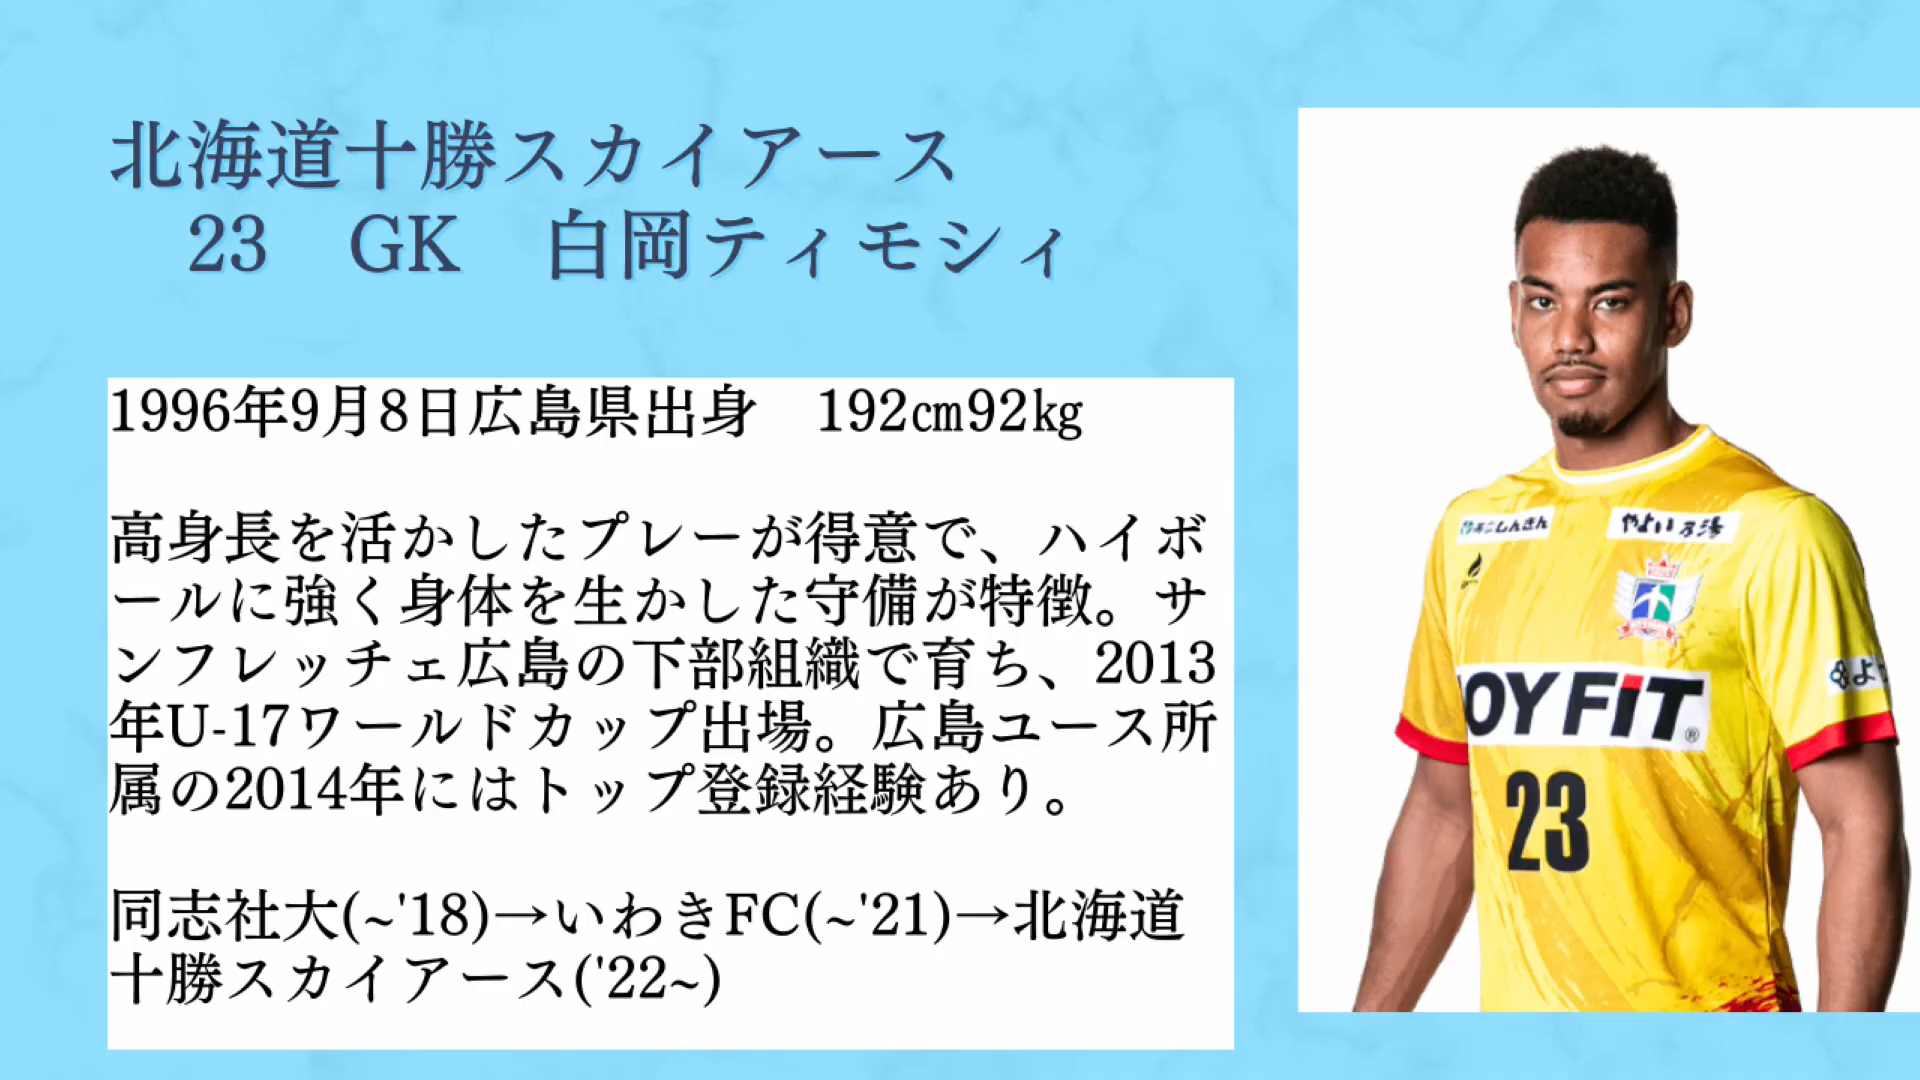 北海道十勝スカイアース
23 GK 白岡ティモシィ
1996年9月8日広島県出身 192㎝92㎏
高身長を活かしたプレーが得意で、ハイボ
ールに強く身体を生かした守備が特徴。サ
ンフレッチェ広島の下部組織で育ち、2013
年U-17ワールドカップ出場。広島ユース所
属の2014年にはトップ登録経験あり。
同志社大(~'18)→いわきFC(~'21)→北海道
十勝スカイアース('22~)
やよい乃湯
OY FiT®
23